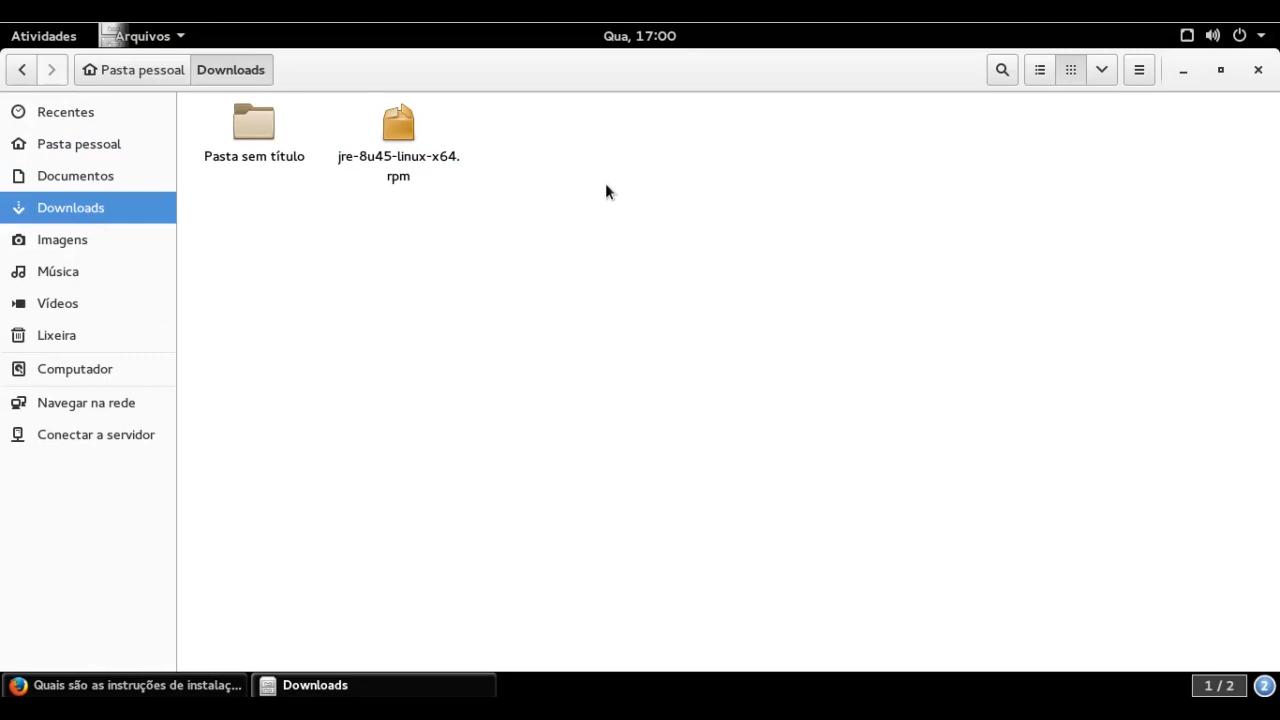 Atividades Arquivos Qua, 17:00
Pasta pessoal Downloads
Recentes
Pasta pessoal
Documentos
Downloads
Imagens
Música
Vídeos
Lixeira
Computador
Navegar na rede
Conectar a servidor
Pasta sem título
jre-8u45-linux-x64.
rpm
Quais são as instruções de instalaç... Downloads 1 / 2 2